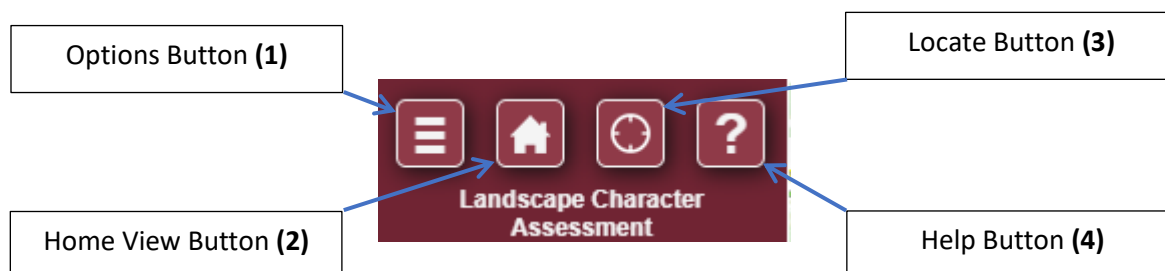 Options Button (1)
Locate Button (3)
?
Landscape Character
Assessment
Home View Button (2)
Help Button (4)